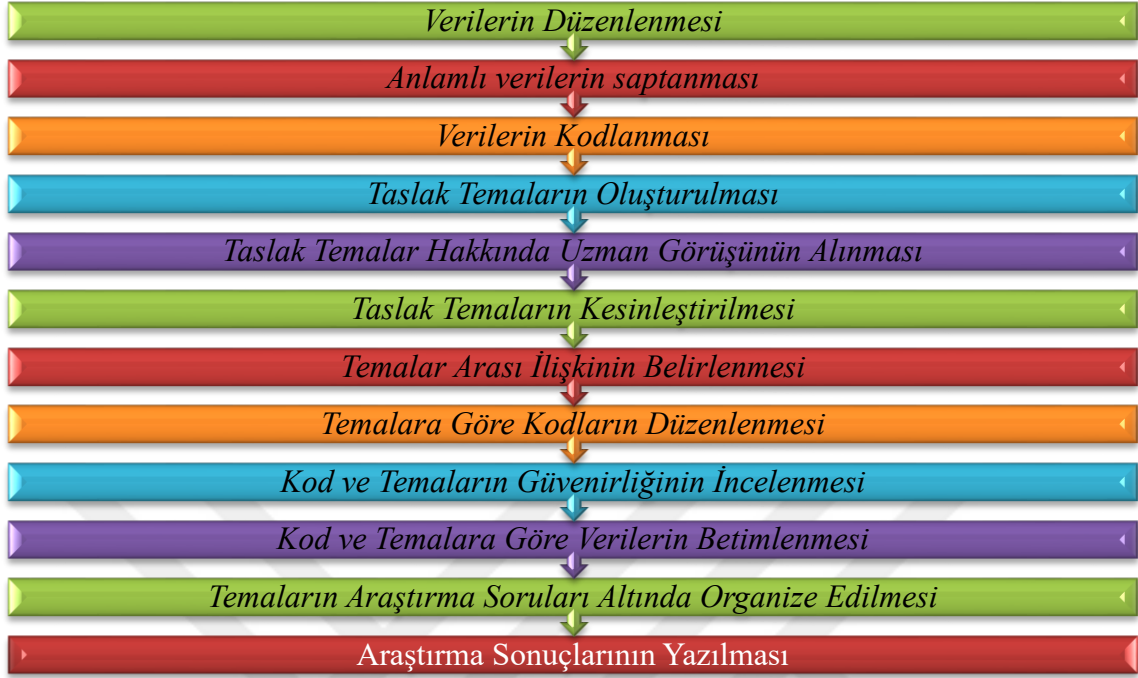 Verilerin Düzenlenmesi
Anlamlı verilerin saptanması
Verilerin Kodlanması
Taslak Temaların Oluşturulması
Taslak Temalar Hakkında Uzman Görüşünün Alınması
Taslak Temaların Kesinleştirilmesi
Temalar Arası İlişkinin Belirlenmesi
Temalara Göre Kodların Düzenlenmesi
Kod ve Temaların Güvenirliğinin İncelenmesi
Kod ve Temalara Göre Verilerin Betimlenmesi
Temaların Araştırma Soruları Altında Organize Edilmesi
Araştırma Sonuçlarının Yazılması